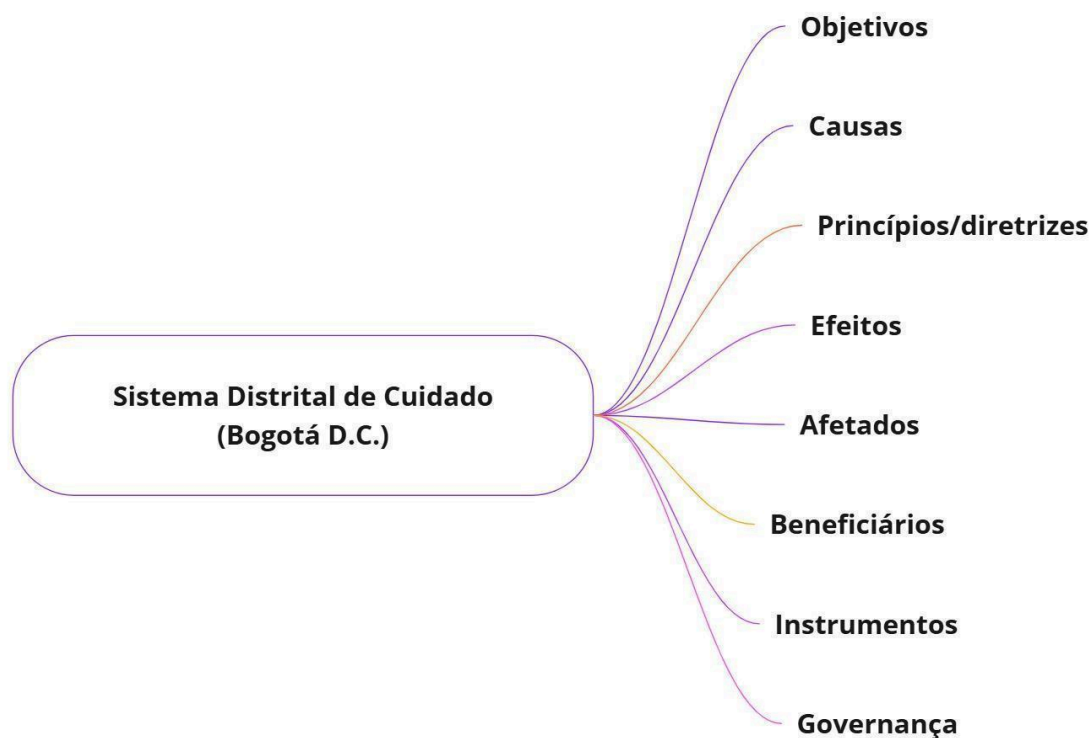 Objetivos
Causas
Princípios/diretrizes
Efeitos
Sistema Distrital de Cuidado
(Bogotá D.C.)
Afetados
Beneficiários
Instrumentos
Governança